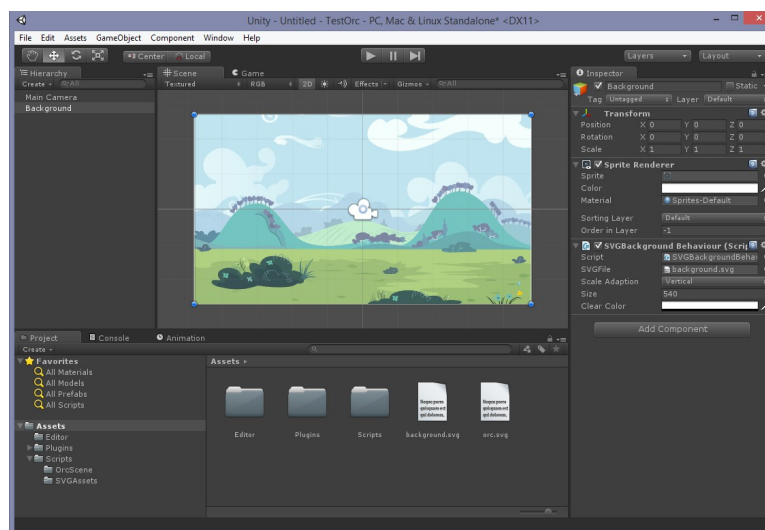 Unity - Untitled - TestOrc - PC, Mac & Linux Standalone* <DX11>
File Edit Assets GameObject Component Window Help
Center Local Layers Layout
Hierarchy
Create All
Main Camera
Background
Scene Game
Textured RGB 2D Effects Gizmos All
Inspector
Background Static
Tag Untagged Layer Default
Transform
Position X 0 Y 0 Z 0
Rotation X 0 Y 0 Z 0
Scale X 1 Y 1 Z 1
Sprite Renderer
Sprite
Color
Material Sprites-Default
Sorting Layer Default
Order in Layer -1
SVGBackground Behaviour (Scrip
Script SVGBackgroundBehav
SVGFile background.svg
Scale Adaption Vertical
Size 540
Clear Color
Add Component
Project Console Animation
Create
Favorites
All Materials
All Models
All Prefabs
All Scripts
Assets
Editor
Plugins
Scripts
OrcScene
SVGAssets
Assets
Editor Plugins Scripts background.svg orc.svg